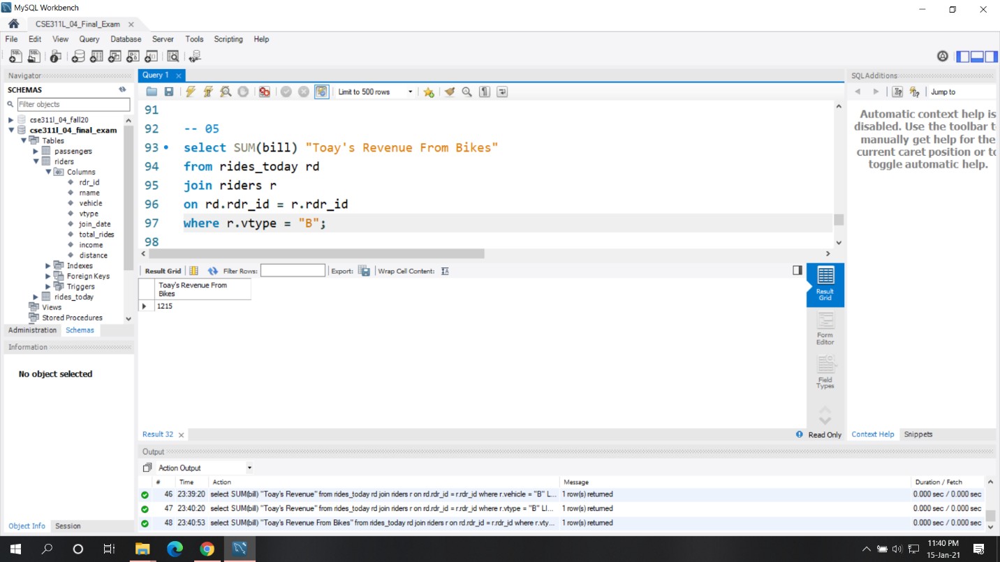 MySQL Workbench
CSE311L_04_Final_Exam
File Edit View Query Database Server Tools Scripting Help
Navigator
SCHEMAS
Filter objects
cse311l_04_fall20
cse311l_04_final_exam
Tables
passengers
riders
Columns
rdr_id
rname
vehicle
vtype
join_date
total_rides
income
distance
Indexes
Foreign Keys
Triggers
rides_today
Views
Stored Procedures
Administration Schemas
Information
No object selected
Object Info Session
Query 1
Limit to 500 rows
91
92 -- 05
93 select SUM(bill) "Toay's Revenue From Bikes"
94 from rides_today rd
95 join riders r
96 on rd.rdr_id = r.rdr_id
97 where r.vtype = "B";
98
Result Grid Filter Rows: Export: Wrap Cell Content:
Toay's Revenue From
Bikes
1215
Result
Grid
Form
Editor
Field
Types
Result 32
Read Only
SQLAdditions
Jump to
Automatic context help is
disabled. Use the toolbar t
manually get help for the
current caret position or to
toggle automatic help.
Context Help Snippets
Output
Action Output
# Time Action Message Duration / Fetch
46 23:39:20 select SUM(bill) "Toay's Revenue" from rides_today rd join riders r on rd.rdr_id = r.rdr_id where r.vehicle = "B" L... 1 row(s) returned 0.000 sec / 0.000 sec
47 23:40:20 select SUM(bill) "Toay's Revenue" from rides_today rd join riders r on rd.rdr_id = r.rdr_id where r.vtype = "B" LI... 1 row(s) returned 0.000 sec / 0.000 sec
48 23:40:53 select SUM(bill) "Toay's Revenue From Bikes" from rides_today rd join riders r on rd.rdr_id = r.rdr_id where r.vty... 1 row(s) returned 0.000 sec / 0.000 sec
11:40 PM
15-Jan-21